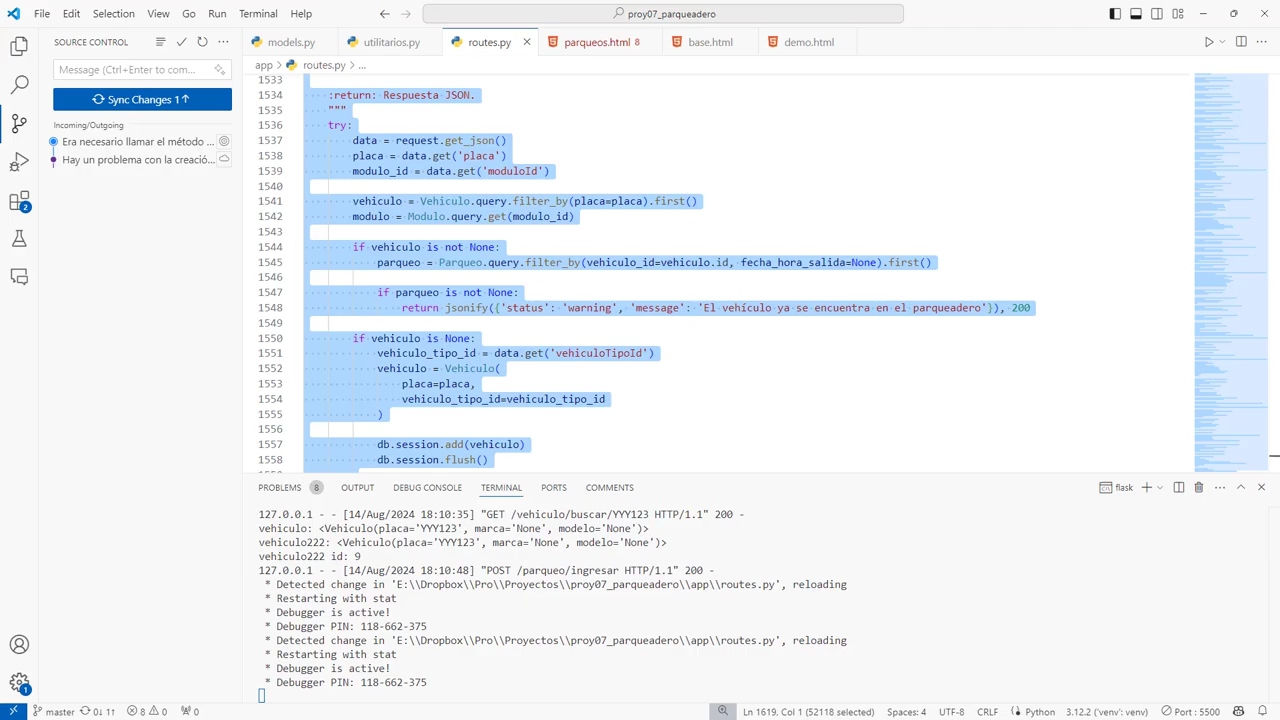 File Edit Selection View Go Run Terminal Help
proy07_parqueadero
SOURCE CONTROL
models.py
utilitarios.py
routes.py
parqueos.html 8
base.html
demo.html
app > routes.py > ...
Message (Ctrl+Enter to com...
Sync Changes 1↑
Incoming/Outgoing
Era necesario llamar el método ...
Hay un problema con la creació...
1533
1534 :return: Respuesta JSON.
1535 """
1536 try:
1537 data = request.get_json()
1538 placa = data.get('placa')
1539 modulo_id = data.get('moduloId')
1540
1541 vehiculo = Vehiculo.query.filter_by(placa=placa).first()
1542 modulo = Modulo.query.get(modulo_id)
1543
1544 if vehiculo is not None:
1545 parqueo = Parqueo.query.filter_by(vehiculo_id=vehiculo.id, fecha_hora_salida=None).first()
1546
1547 if parqueo is not None:
1548 return jsonify({'status': 'warning', 'message': 'El vehículo ya se encuentra en el parqueadero'}), 200
1549
1550 if vehiculo is None:
1551 vehiculo_tipo_id = data.get('vehiculoTipoId')
1552 vehiculo = Vehiculo(
1553 placa=placa,
1554 vehiculo_tipo_id=vehiculo_tipo_id
1555 )
1556
1557 db.session.add(vehiculo)
1558 db.session.flush()
PROBLEMS 8 OUTPUT DEBUG CONSOLE TERMINAL PORTS COMMENTS
flask
127.0.0.1 - - [14/Aug/2024 18:10:35] "GET /vehiculo/buscar/YYY123 HTTP/1.1" 200 -
vehiculo: <Vehiculo(placa='YYY123', marca='None', modelo='None')>
vehiculo222: <Vehiculo(placa='YYY123', marca='None', modelo='None')>
vehiculo222 id: 9
127.0.0.1 - - [14/Aug/2024 18:10:48] "POST /parqueo/ingresar HTTP/1.1" 200 -
* Detected change in 'E:\\Dropbox\\Pro\\Proyectos\\proy07_parqueadero\\app\\routes.py', reloading
* Restarting with stat
* Debugger is active!
* Debugger PIN: 118-662-375
* Detected change in 'E:\\Dropbox\\Pro\\Proyectos\\proy07_parqueadero\\app\\routes.py', reloading
* Restarting with stat
* Debugger is active!
* Debugger PIN: 118-662-375
2
1
master 0↓ 1↑ 8 0 0
Ln 1619, Col 1 (52118 selected) Spaces: 4 UTF-8 CRLF Python 3.12.2 ('venv': venv) Port : 5500